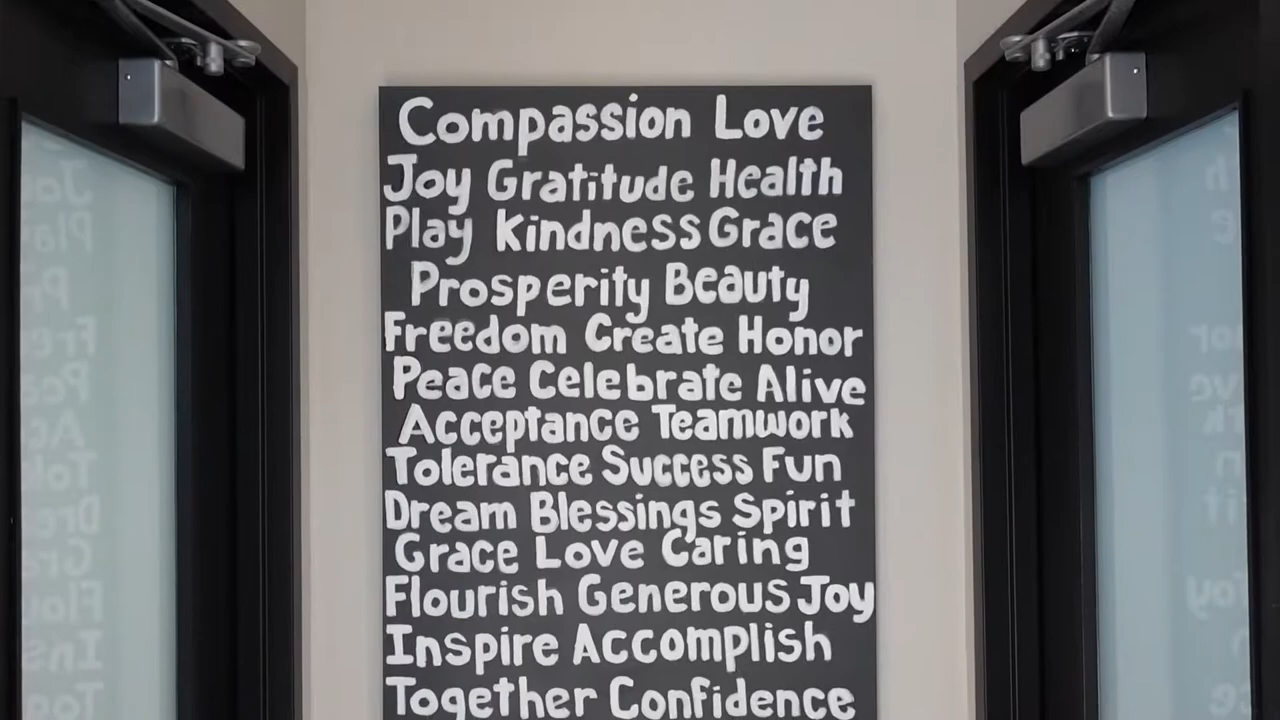 Compassion Love
Joy Gratitude Health
Play Kindness Grace
Prosperity Beauty
Freedom Create Honor
Peace Celebrate Alive
Acceptance Teamwork
Tolerance Success Fun
Dream Blessings Spirit
Grace Love Caring
Flourish Generous Joy
Inspire Accomplish
Together Confidence